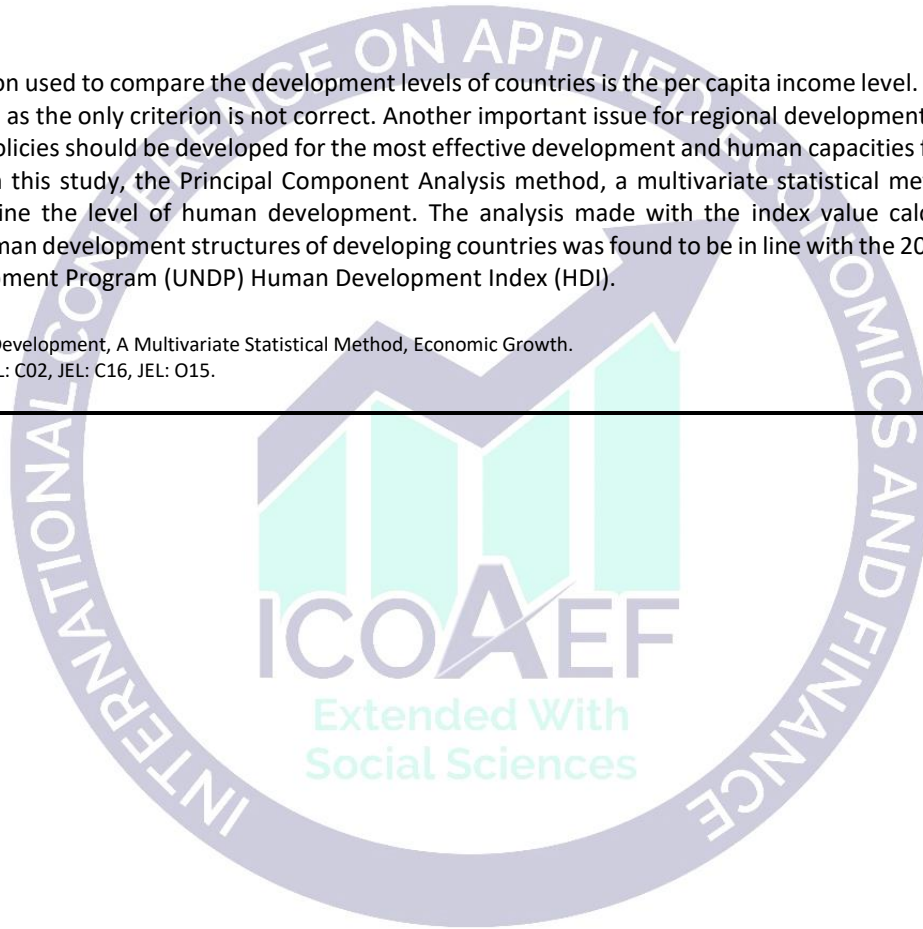 on used to compare the development levels of countries is the per capita income level.
as the only criterion is not correct. Another important issue for regional development
olicies should be developed for the most effective development and human capacities f
this study, the Principal Component Analysis method, a multivariate statistical me
ine the level of human development. The analysis made with the index value calc
man development structures of developing countries was found to be in line with the 20
pment Program (UNDP) Human Development Index (HDI).
Development, A Multivariate Statistical Method, Economic Growth.
L: C02, JEL: C16, JEL: O15.
INTERNATIONAL CONFERENCE ON APPLIED ECONOMICS AND FINANCE
ICOAEF
Extended With
Social Sciences